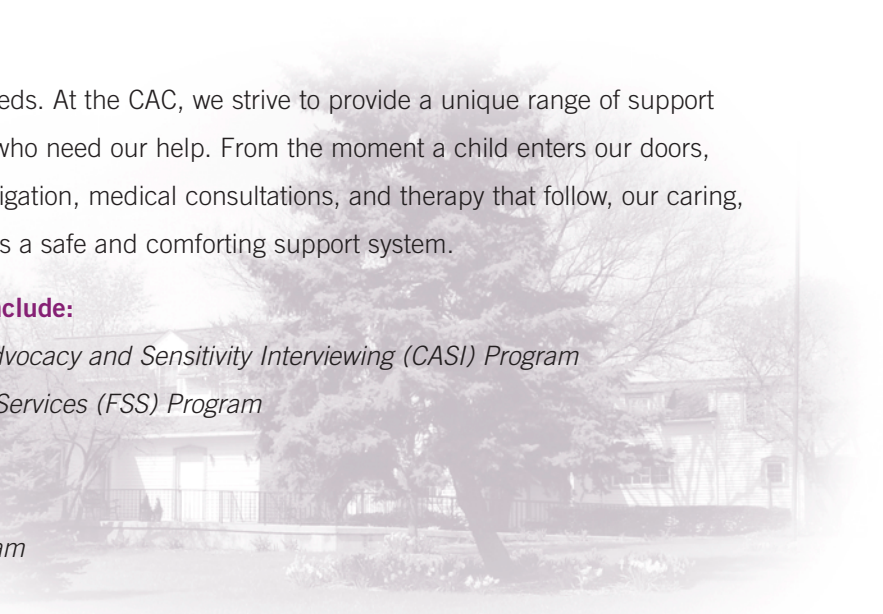 eds. At the CAC, we strive to provide a unique range of support
who need our help. From the moment a child enters our doors,
igation, medical consultations, and therapy that follow, our caring,
s a safe and comforting support system.
clude:
dvocacy and Sensitivity Interviewing (CASI) Program
Services (FSS) Program
am